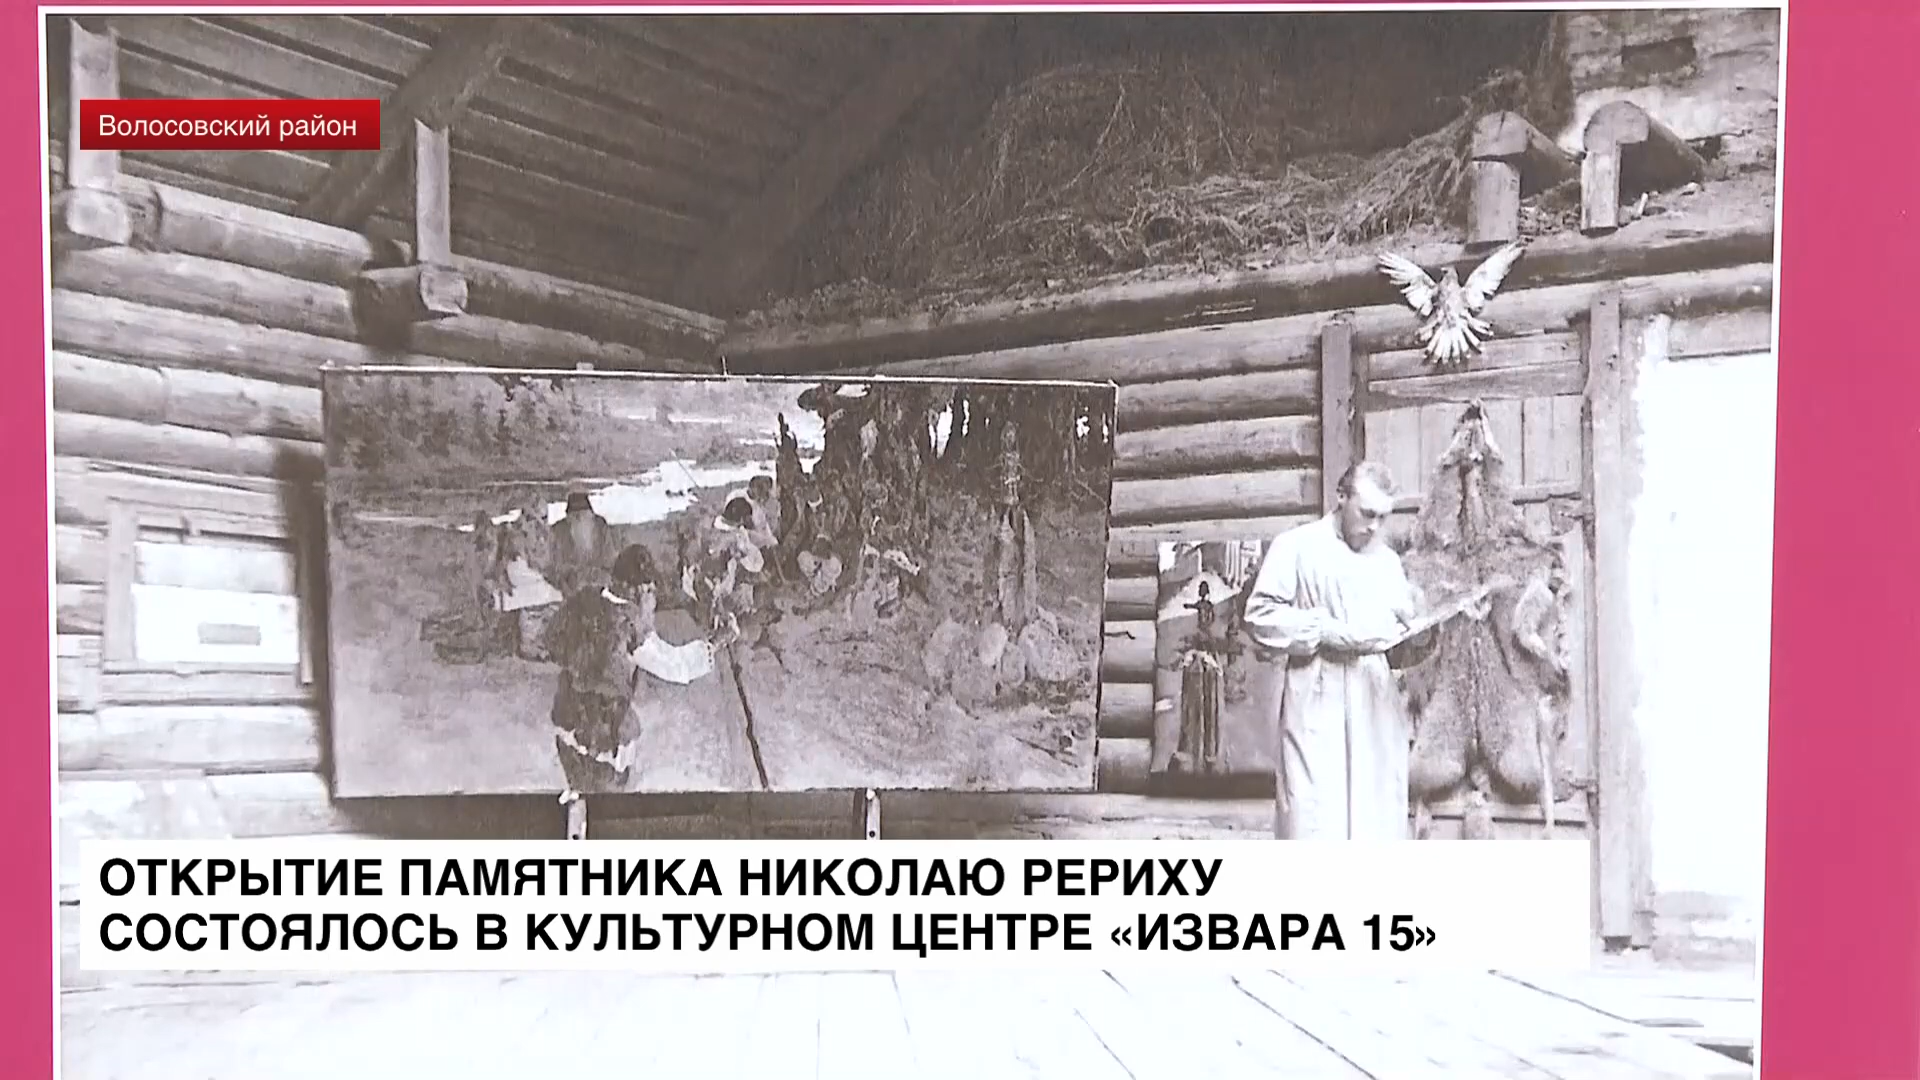 Волосовский район
ОТКРЫТИЕ ПАМЯТНИКА НИКОЛАЮ РЕРИХУ
СОСТОЯЛОСЬ В КУЛЬТУРНОМ ЦЕНТРЕ «ИЗВАРА 15»